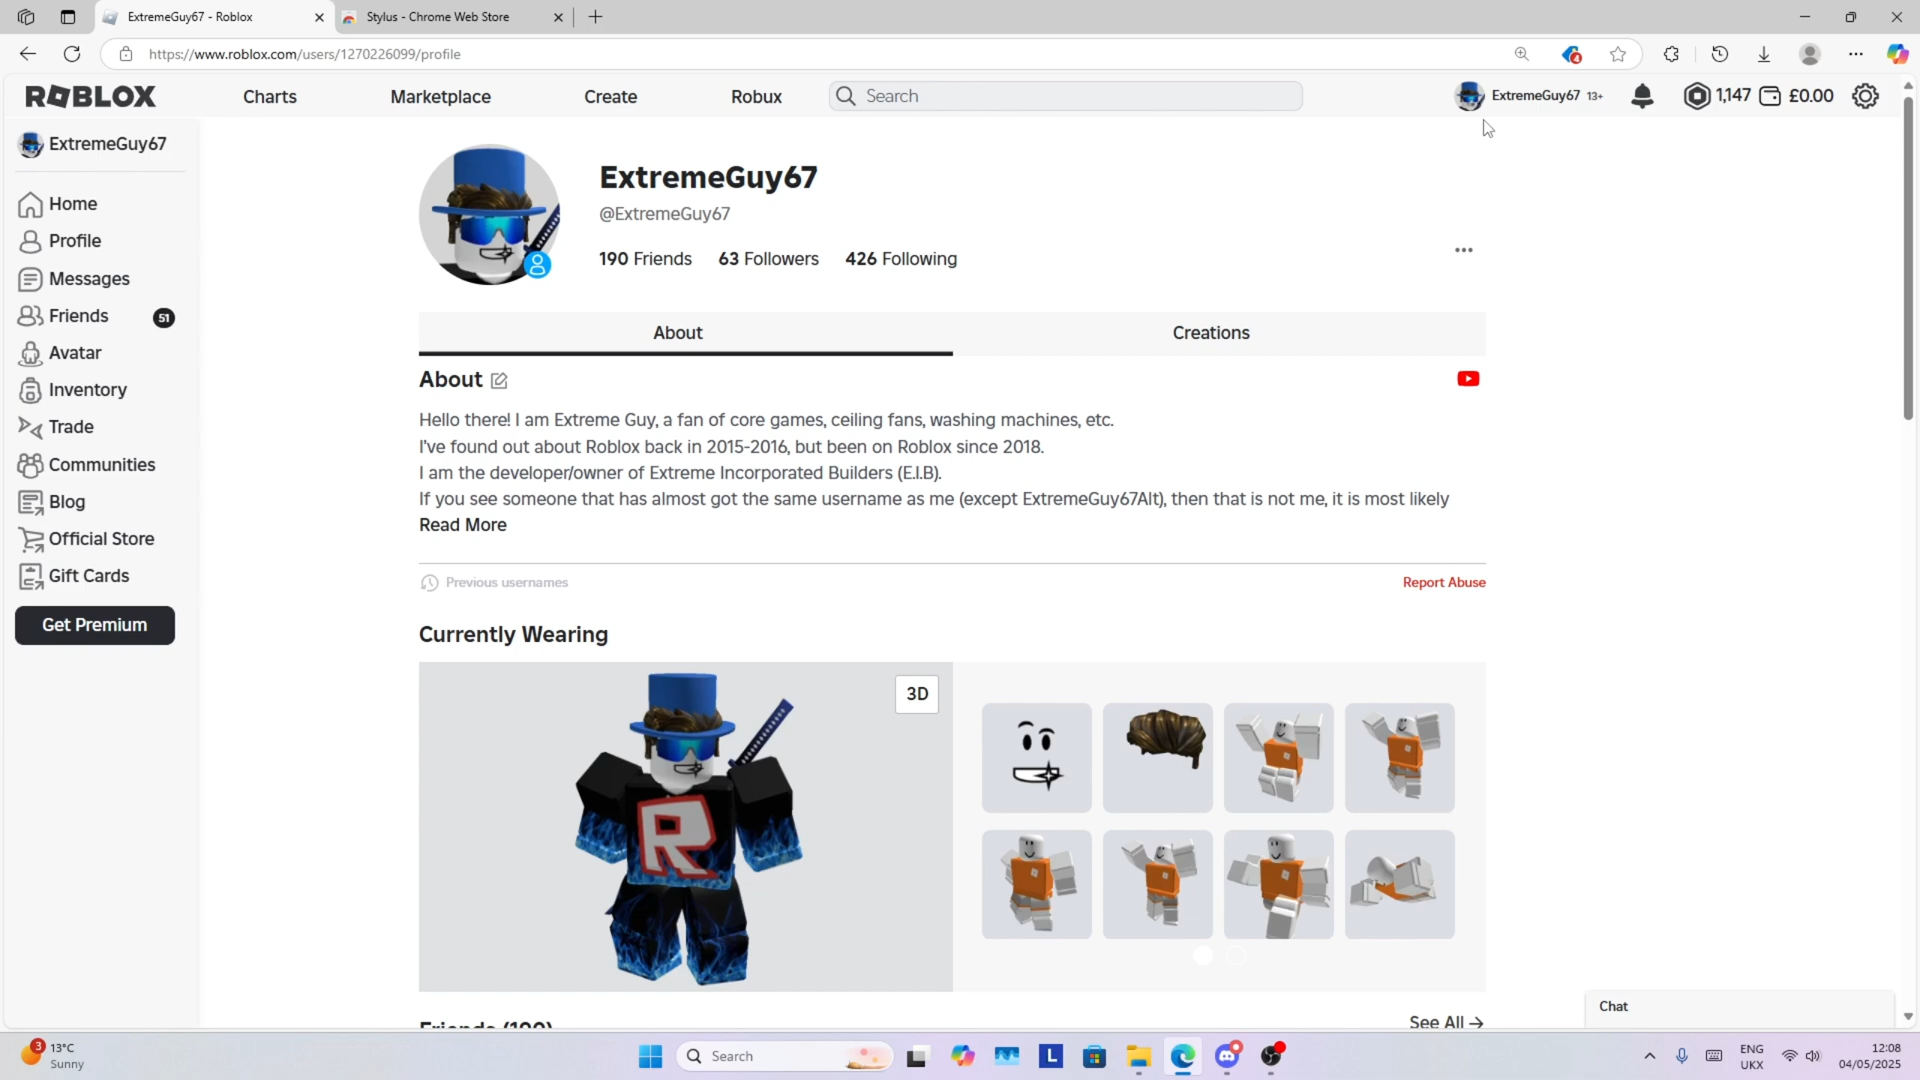 ExtremeGuy67 - Roblox
Stylus - Chrome Web Store
https://www.roblox.com/users/1270226099/profile
4
ROBLOX
Charts
Marketplace
Create
Robux
Search
ExtremeGuy67 13+
1,147
£0.00
ExtremeGuy67
Home
Profile
Messages
Friends
51
Avatar
Inventory
Trade
Communities
Blog
Official Store
Gift Cards
Get Premium
ExtremeGuy67
@ExtremeGuy67
190 Friends
63 Followers
426 Following
About
Creations
About
Hello there! I am Extreme Guy, a fan of core games, ceiling fans, washing machines, etc.
I've found out about Roblox back in 2015-2016, but been on Roblox since 2018.
I am the developer/owner of Extreme Incorporated Builders (E.I.B).
If you see someone that has almost got the same username as me (except ExtremeGuy67Alt), then that is not me, it is most likely
Read More
Previous usernames
Report Abuse
Currently Wearing
3D
R
Friends (190)
See All
Chat
3
13°C
Sunny
Search
L
ENG
UKX
12:08
04/05/2025